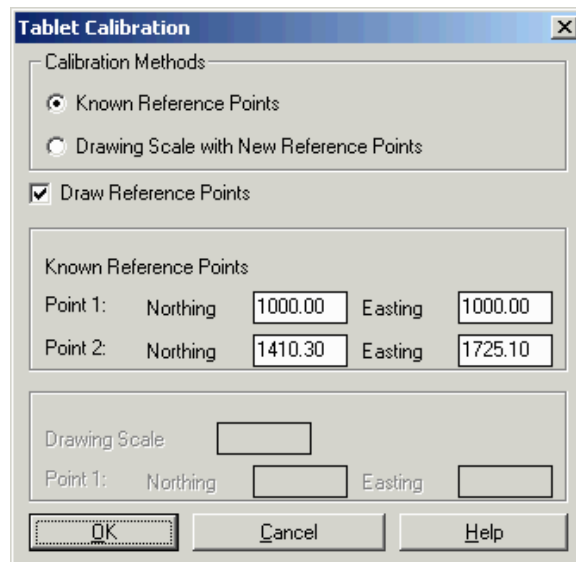 Tablet Calibration
Calibration Methods
Known Reference Points
Drawing Scale with New Reference Points
Draw Reference Points
Known Reference Points
Point 1: Northing 1000.00 Easting 1000.00
Point 2: Northing 1410.30 Easting 1725.10
Drawing Scale
Point 1: Northing Easting
OK Cancel Help